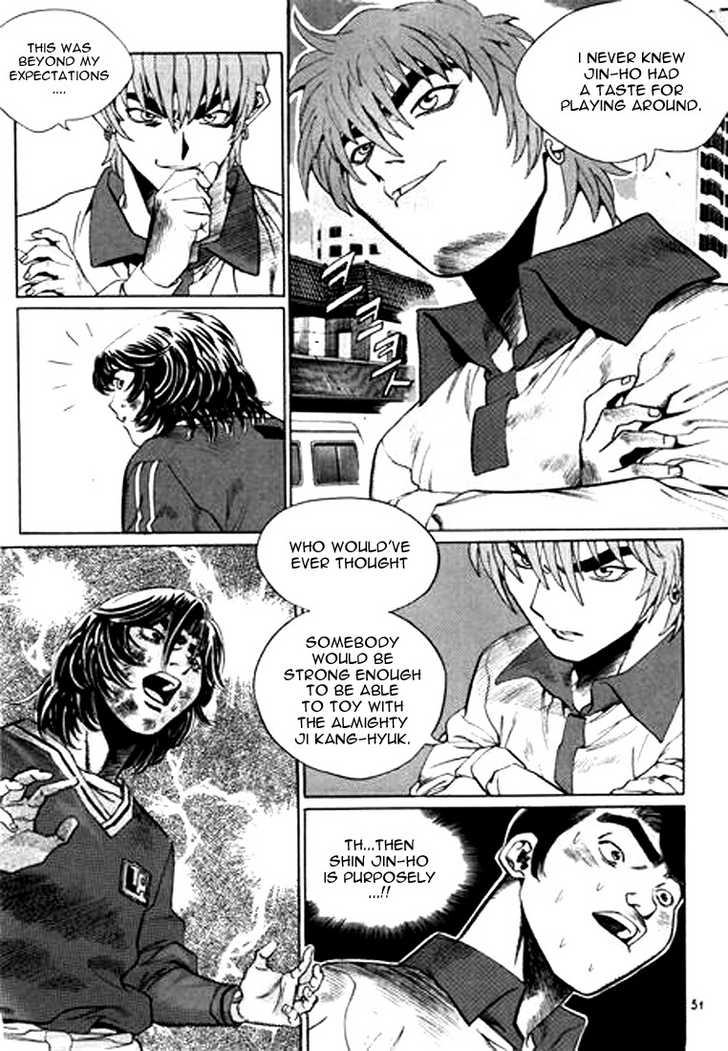 THIS WAS
BEYOND MY
EXPECTATIONS
....
I NEVER KNEW
JIN-HO HAD
A TASTE FOR
PLAYING AROUND.
WHO WOULD'VE
EVER THOUGHT
SOMEBODY
WOULD BE
STRONG ENOUGH
TO BE ABLE
TO TOY WITH
THE ALMIGHTY
JI KANG-HYUK.
TH...THEN
SHIN JIN-HO
IS PURPOSELY
...!!
51